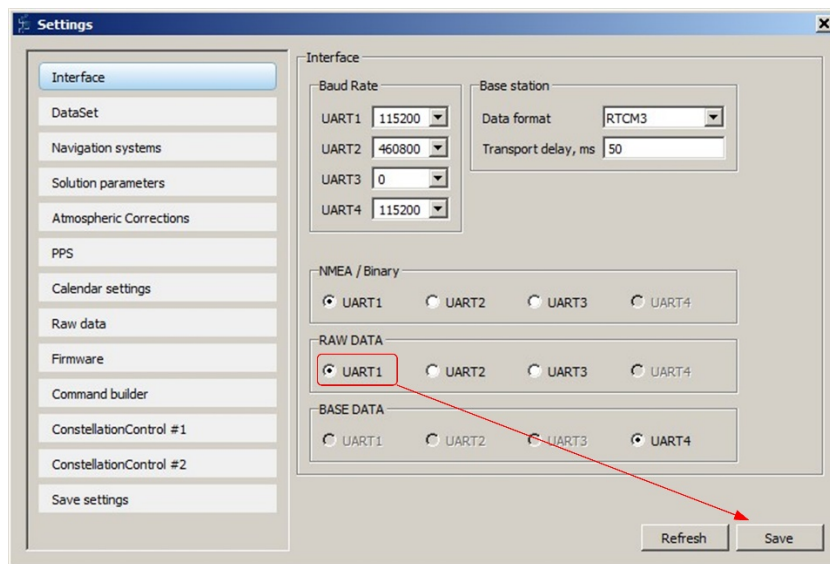 Settings
Interface
DataSet
Navigation systems
Solution parameters
Atmospheric Corrections
PPS
Calendar settings
Raw data
Firmware
Command builder
ConstellationControl #1
ConstellationControl #2
Save settings
Interface
Baud Rate
UART1 115200
UART2 460800
UART3 0
UART4 115200
Base station
Data format RTCM3
Transport delay, ms 50
NMEA / Binary
UART1 UART2 UART3 UART4
RAW DATA
UART1 UART2 UART3 UART4
BASE DATA
UART1 UART2 UART3 UART4
Refresh Save